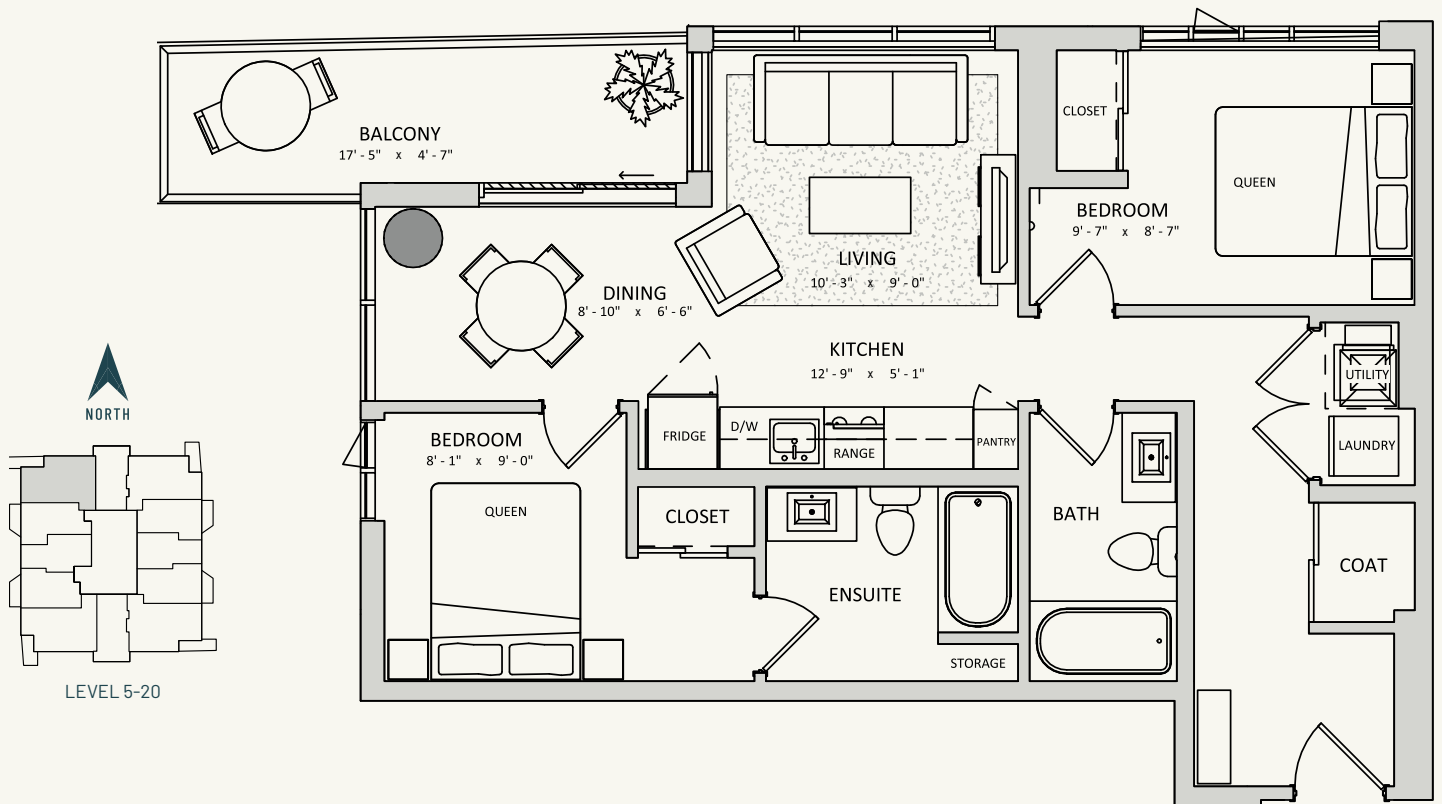 BALCONY
17' - 5" x 4' - 7"
CLOSET
QUEEN
BEDROOM
9' - 7" x 8' - 7"
LIVING
10' - 3" x 9' - 0"
DINING
8' - 10" x 6' - 6"
KITCHEN
12' - 9" x 5' - 1"
UTILITY
LAUNDRY
FRIDGE
D/W
RANGE
PANTRY
BEDROOM
8' - 1" x 9' - 0"
QUEEN
CLOSET
ENSUITE
STORAGE
BATH
COAT
NORTH
LEVEL 5-20